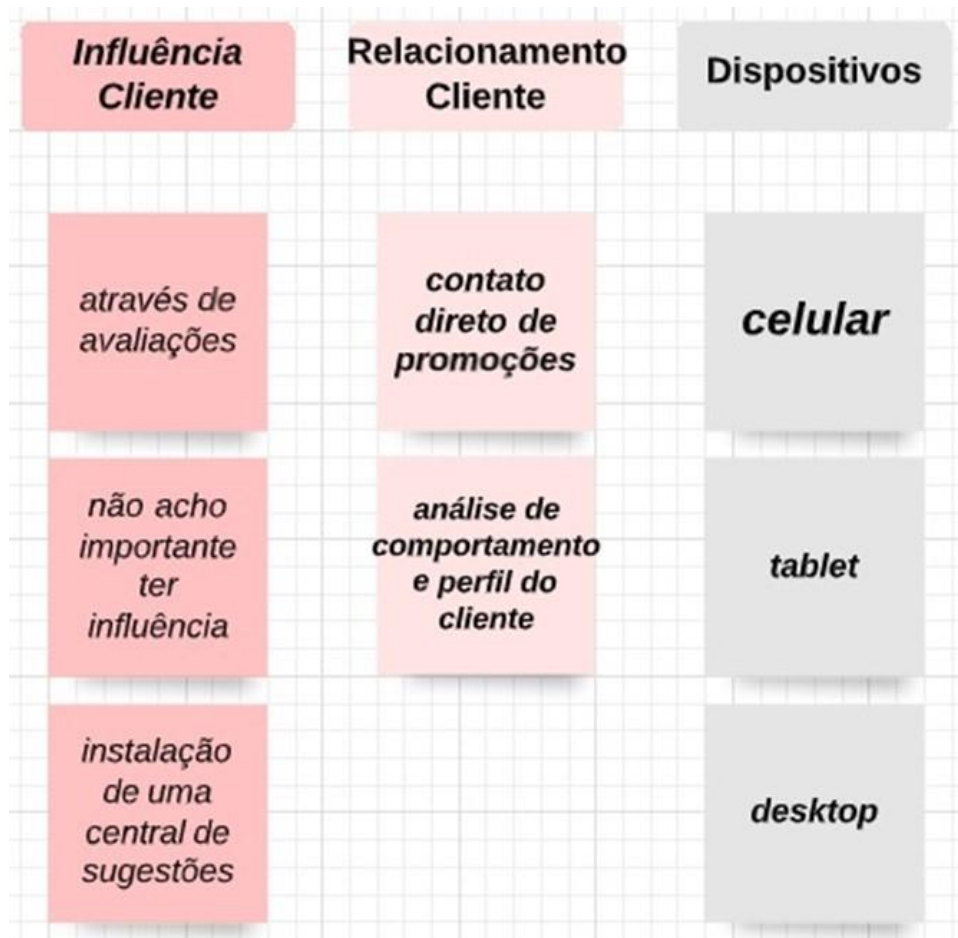 Influência
Cliente
Relacionamento
Cliente
Dispositivos
através de
avaliações
contato
direto de
promoções
celular
não acho
importante
ter
influência
análise de
comportamento
e perfil do
cliente
tablet
instalação
de uma
central de
sugestões
desktop